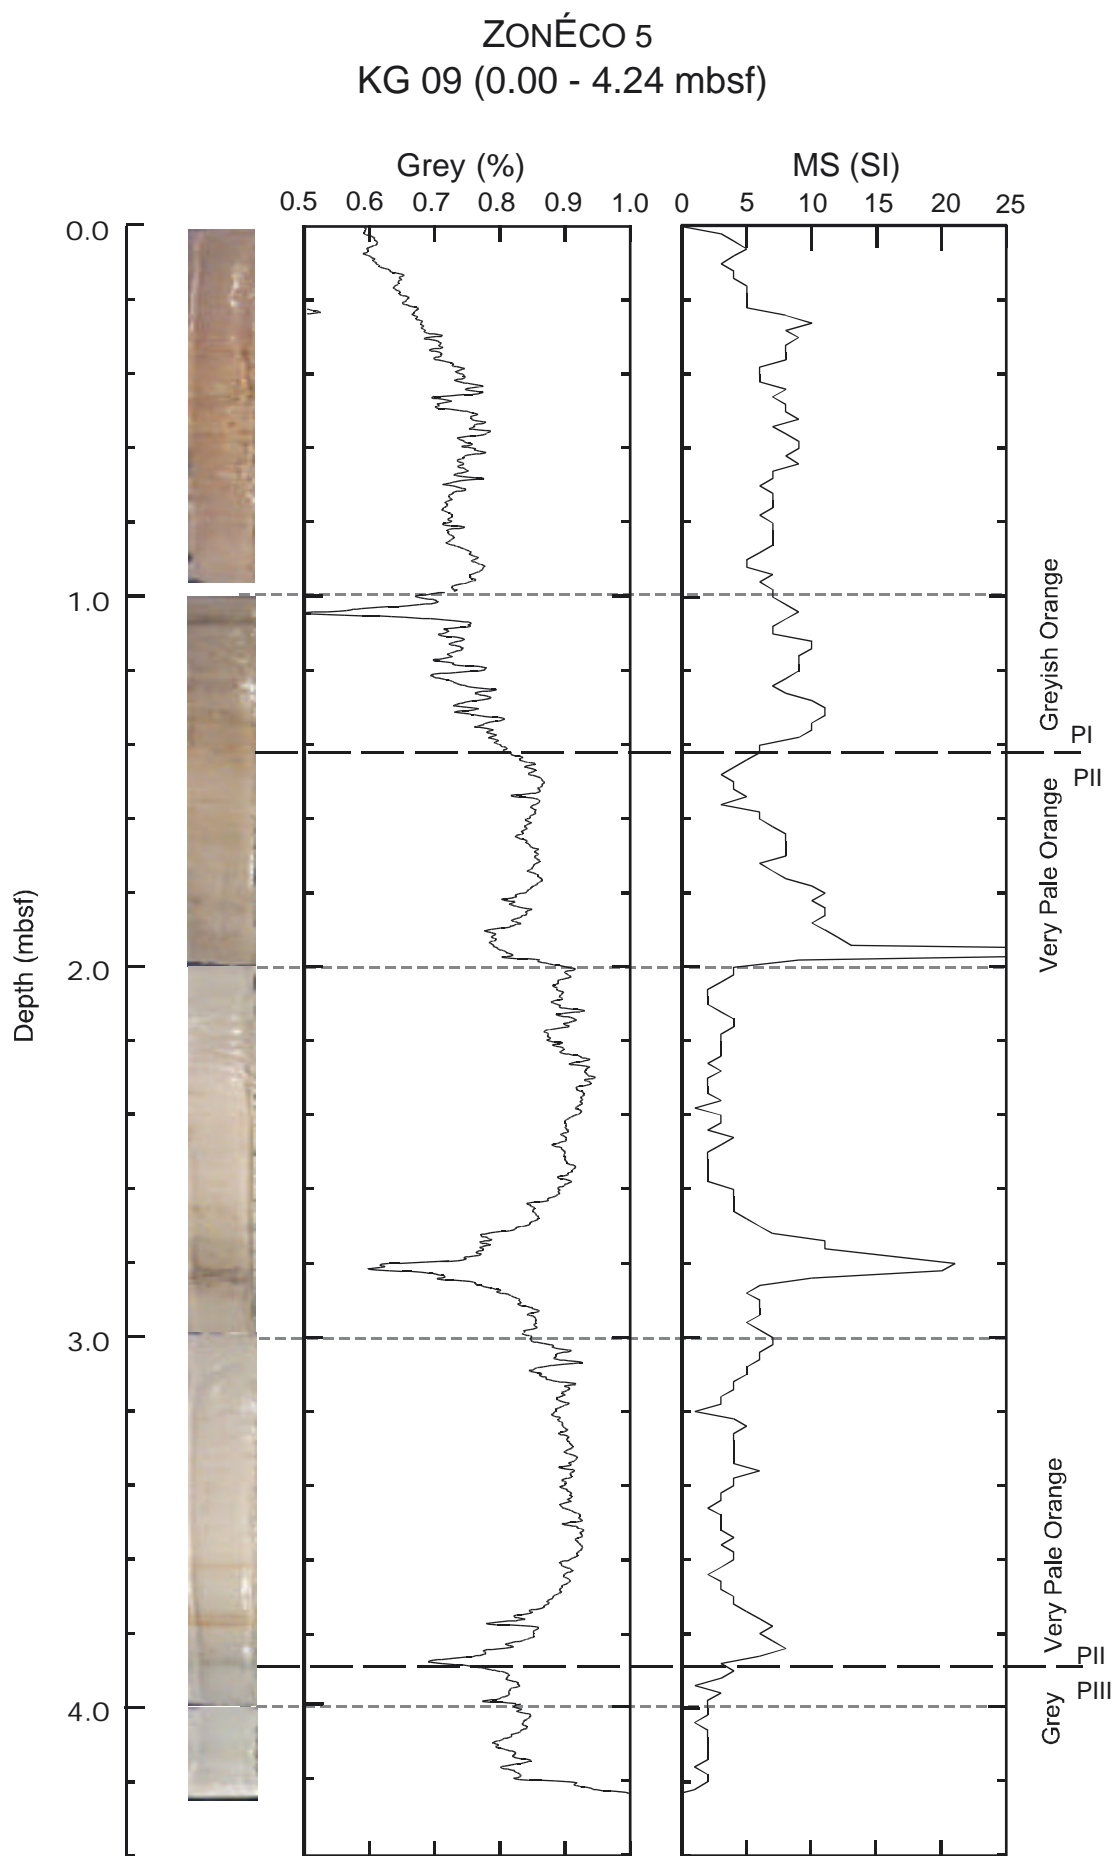 ZONÉCO 5
KG 09 (0.00 - 4.24 mbsf)
Grey (%)
MS (SI)
0.5 0.6 0.7 0.8 0.9 1.0
0 5 10 15 20 25
0.0
1.0
2.0
3.0
4.0
Depth (mbsf)
Greyish Orange
PI
PII
Very Pale Orange
Very Pale Orange
PII
PIII
Grey